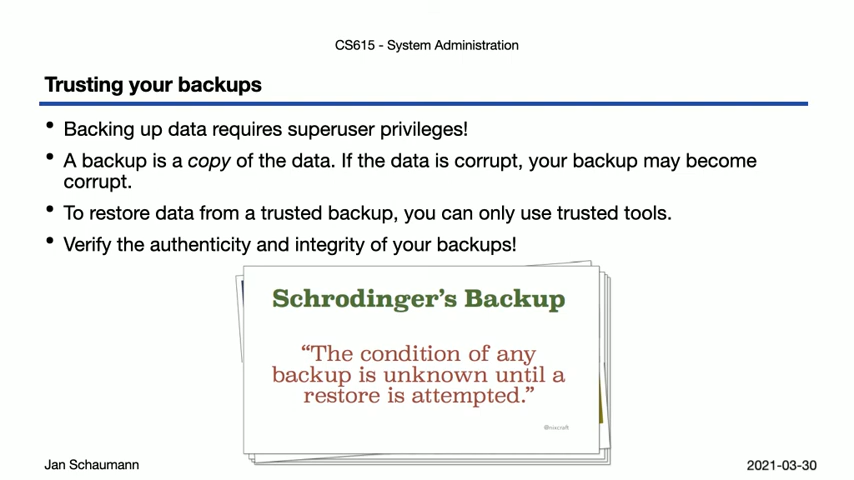 CS615 - System Administration
Trusting your backups
• Backing up data requires superuser privileges!
• A backup is a copy of the data. If the data is corrupt, your backup may become
corrupt.
• To restore data from a trusted backup, you can only use trusted tools.
• Verify the authenticity and integrity of your backups!
Schrodinger's Backup
“The condition of any
backup is unknown until a
restore is attempted.”
@nixcraft
Jan Schaumann
2021-03-30